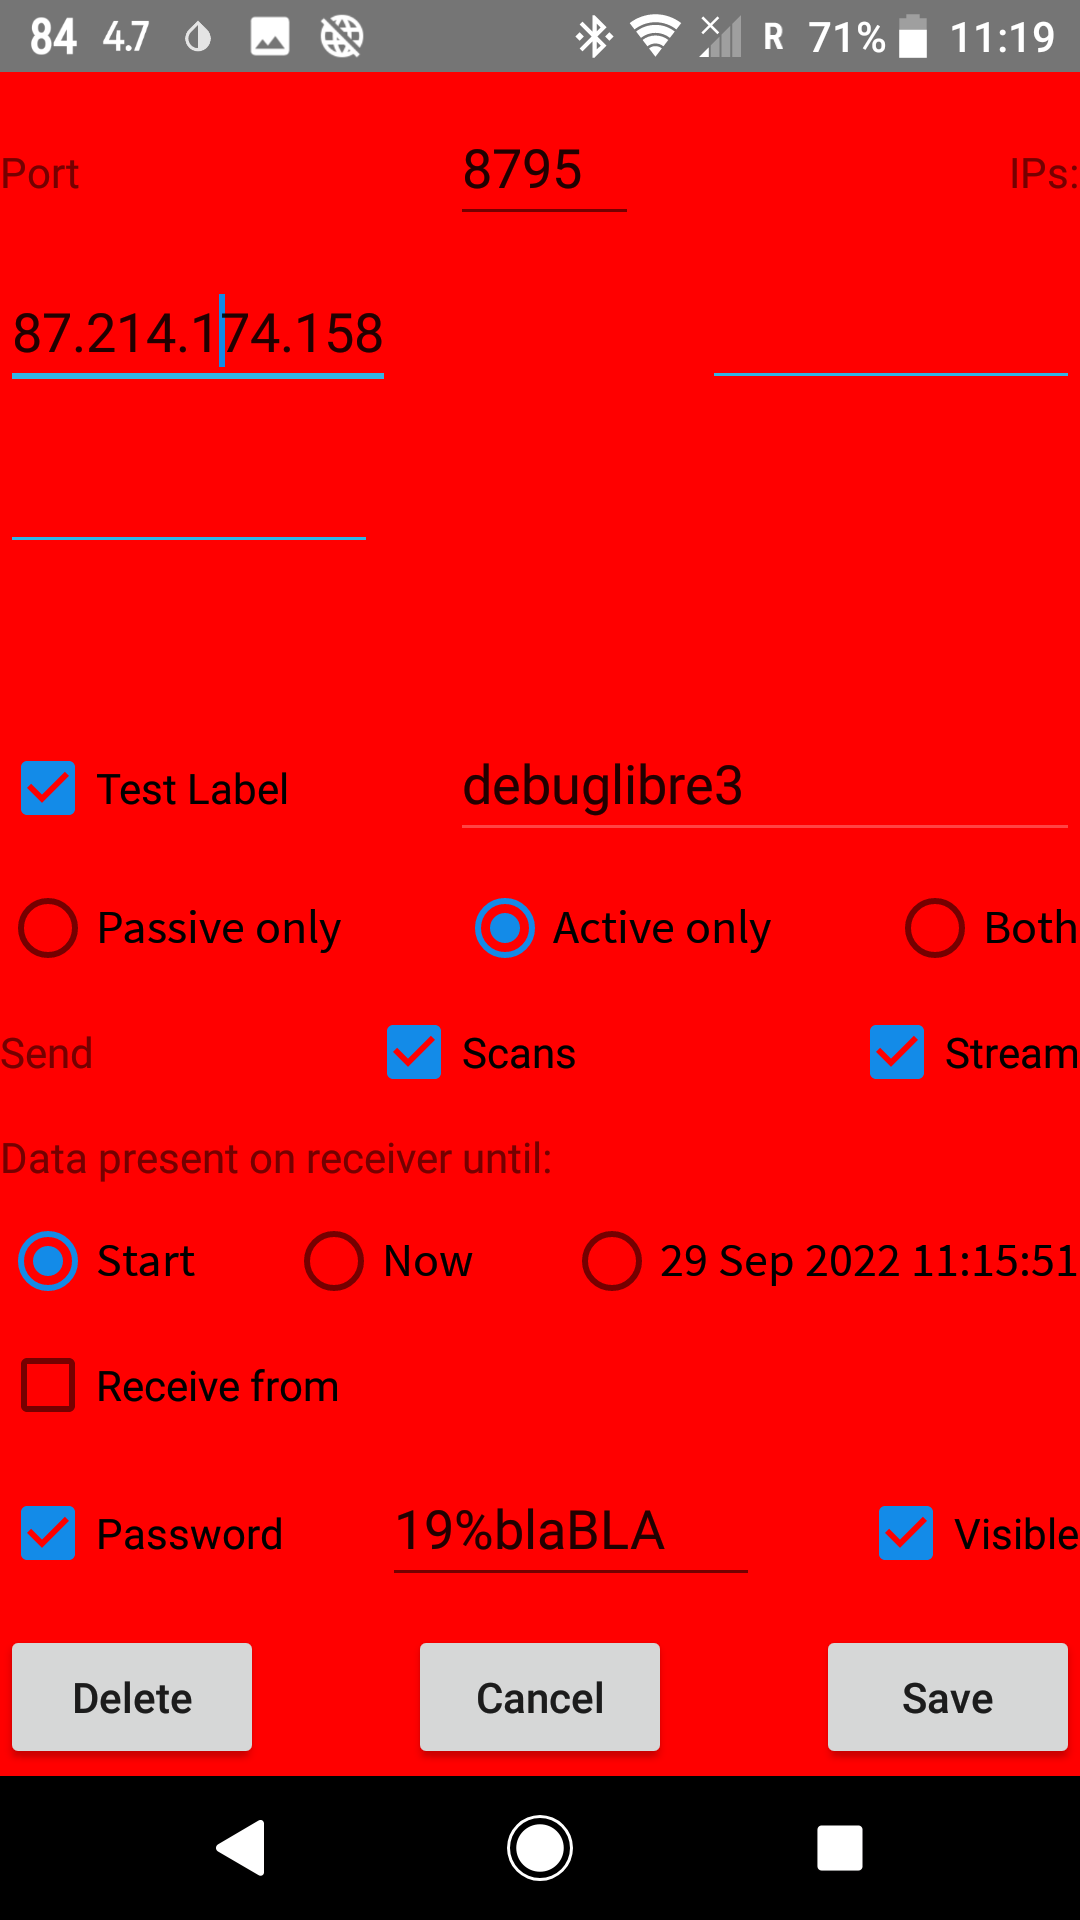 84 4.7 R 71% 11:19
Port 8795 IPs:
87.214.174.158
Test Label debuglibre3
Passive only Active only Both
Send Scans Stream
Data present on receiver until:
Start Now 29 Sep 2022 11:15:51
Receive from
Password 19%blaBLA Visible
Delete Cancel Save